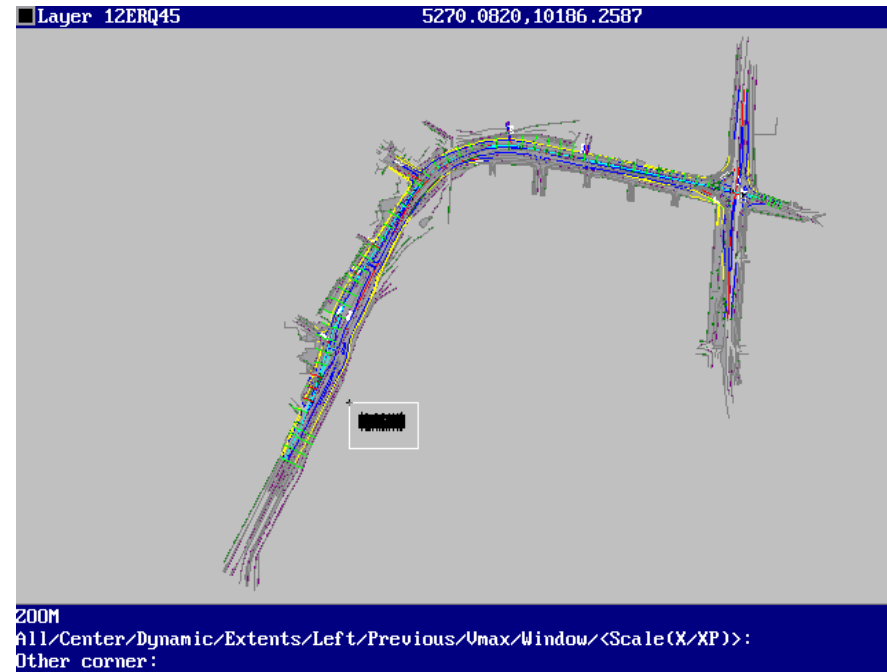 Layer 12ERQ45
5270.0820,10186.2587
ZOOM
All/Center/Dynamic/Extents/Left/Previous/Vmax/Window/<Scale(X/XP)>:
Other corner: